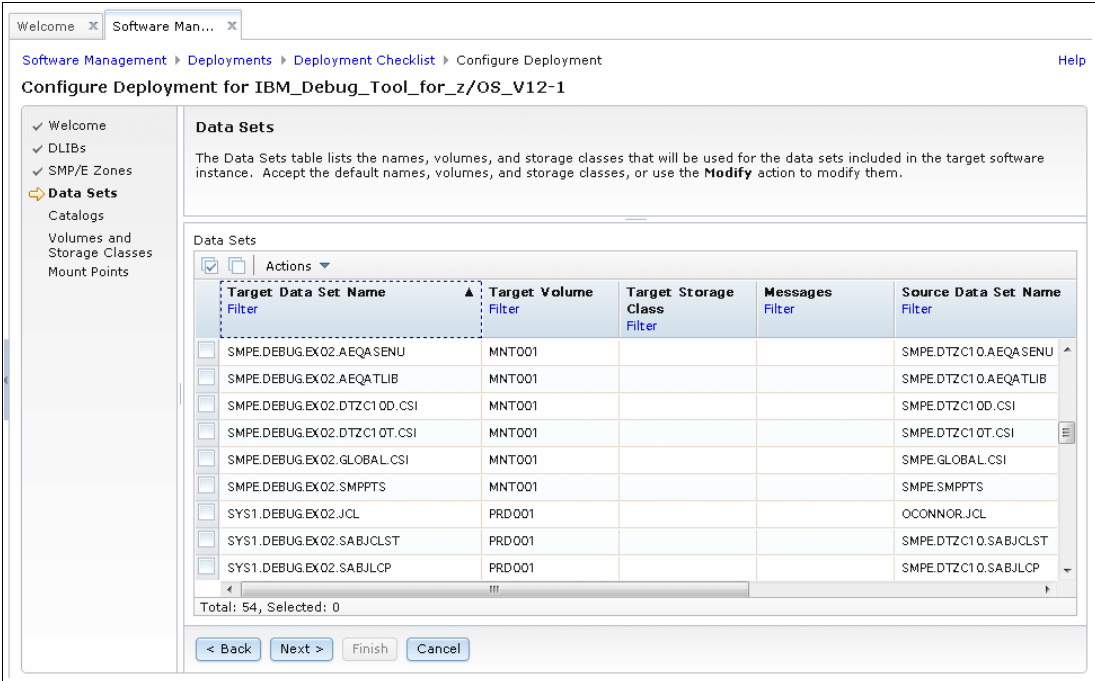 Welcome
Software Man...
Software Management Deployments Deployment Checklist Configure Deployment
Help
Configure Deployment for IBM_Debug_Tool_for_z/OS_V12-1
Welcome
DLIBs
SMP/E Zones
Data Sets
Catalogs
Volumes and
Storage Classes
Mount Points
Data Sets
The Data Sets table lists the names, volumes, and storage classes that will be used for the data sets included in the target software
instance. Accept the default names, volumes, and storage classes, or use the Modify action to modify them.
Data Sets
Actions
Target Data Set Name Target Volume Target Storage Class Messages Source Data Set Name
Filter Filter Filter Filter Filter
SMPE.DEBUG.EX02.AEQASENU MNT001 SMPE.DTZC10.AEQASENU
SMPE.DEBUG.EX02.AEQATLIB MNT001 SMPE.DTZC10.AEQATLIB
SMPE.DEBUG.EX02.DTZC10D.CSI MNT001 SMPE.DTZC10D.CSI
SMPE.DEBUG.EX02.DTZC10T.CSI MNT001 SMPE.DTZC10T.CSI
SMPE.DEBUG.EX02.GLOBAL.CSI MNT001 SMPE.GLOBAL.CSI
SMPE.DEBUG.EX02.SMPPTS MNT001 SMPE.SMPPTS
SYS1.DEBUG.EX02.JCL PRD001 OCONNOR.JCL
SYS1.DEBUG.EX02.SABJCLST PRD001 SMPE.DTZC10.SABJCLST
SYS1.DEBUG.EX02.SABJLCP PRD001 SMPE.DTZC10.SABJLCP
Total: 54, Selected: 0
< Back Next > Finish Cancel